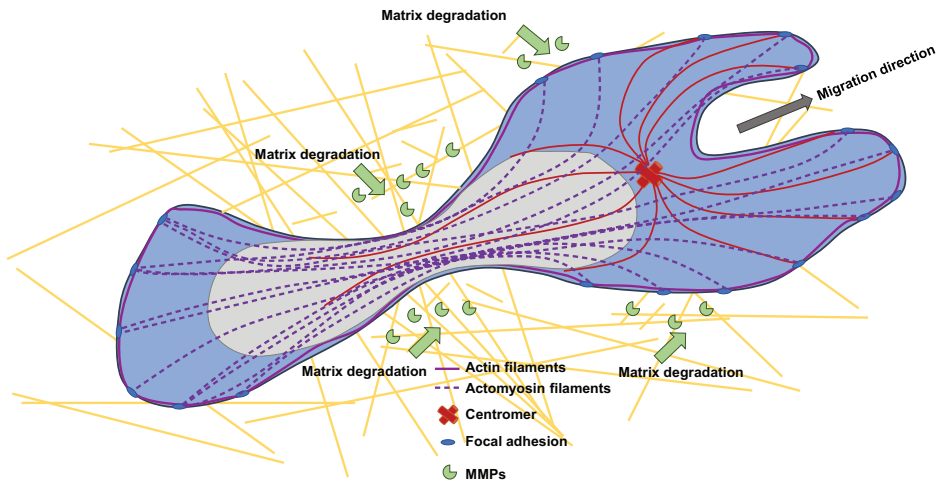 Matrix degradation
Migration direction
Matrix degradation
Matrix degradation
Matrix degradation
Actin filaments
Actomyosin filaments
Centromer
Focal adhesion
MMPs